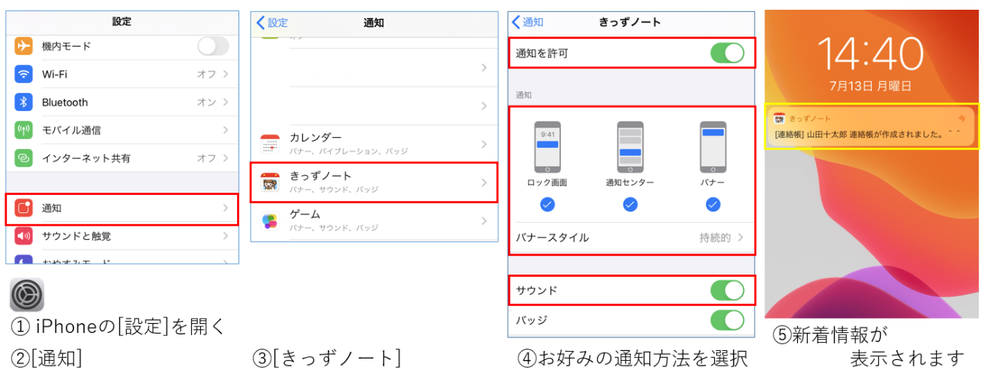 設定
機内モード
Wi-Fi オフ
Bluetooth オン
モバイル通信
インターネット共有 オフ
通知
サウンドと触覚
おやすみモード
① iPhoneの[設定]を開く
②[通知]
設定 通知
カレンダー
バナー、バイブレーション、バッジ
きっずノート
バナー、サウンド、バッジ
ゲーム
バナー、サウンド、バッジ
③[きっずノート]
通知 きっずノート
通知を許可
通知
9:41
ロック画面 通知センター バナー
バナースタイル 持続的
サウンド
バッジ
④お好みの通知方法を選択
14:40
7月13日 月曜日
きっずノート 今
[連絡帳] 山田十太郎 連絡帳が作成されました。 ^ ^
⑤新着情報が
表示されます